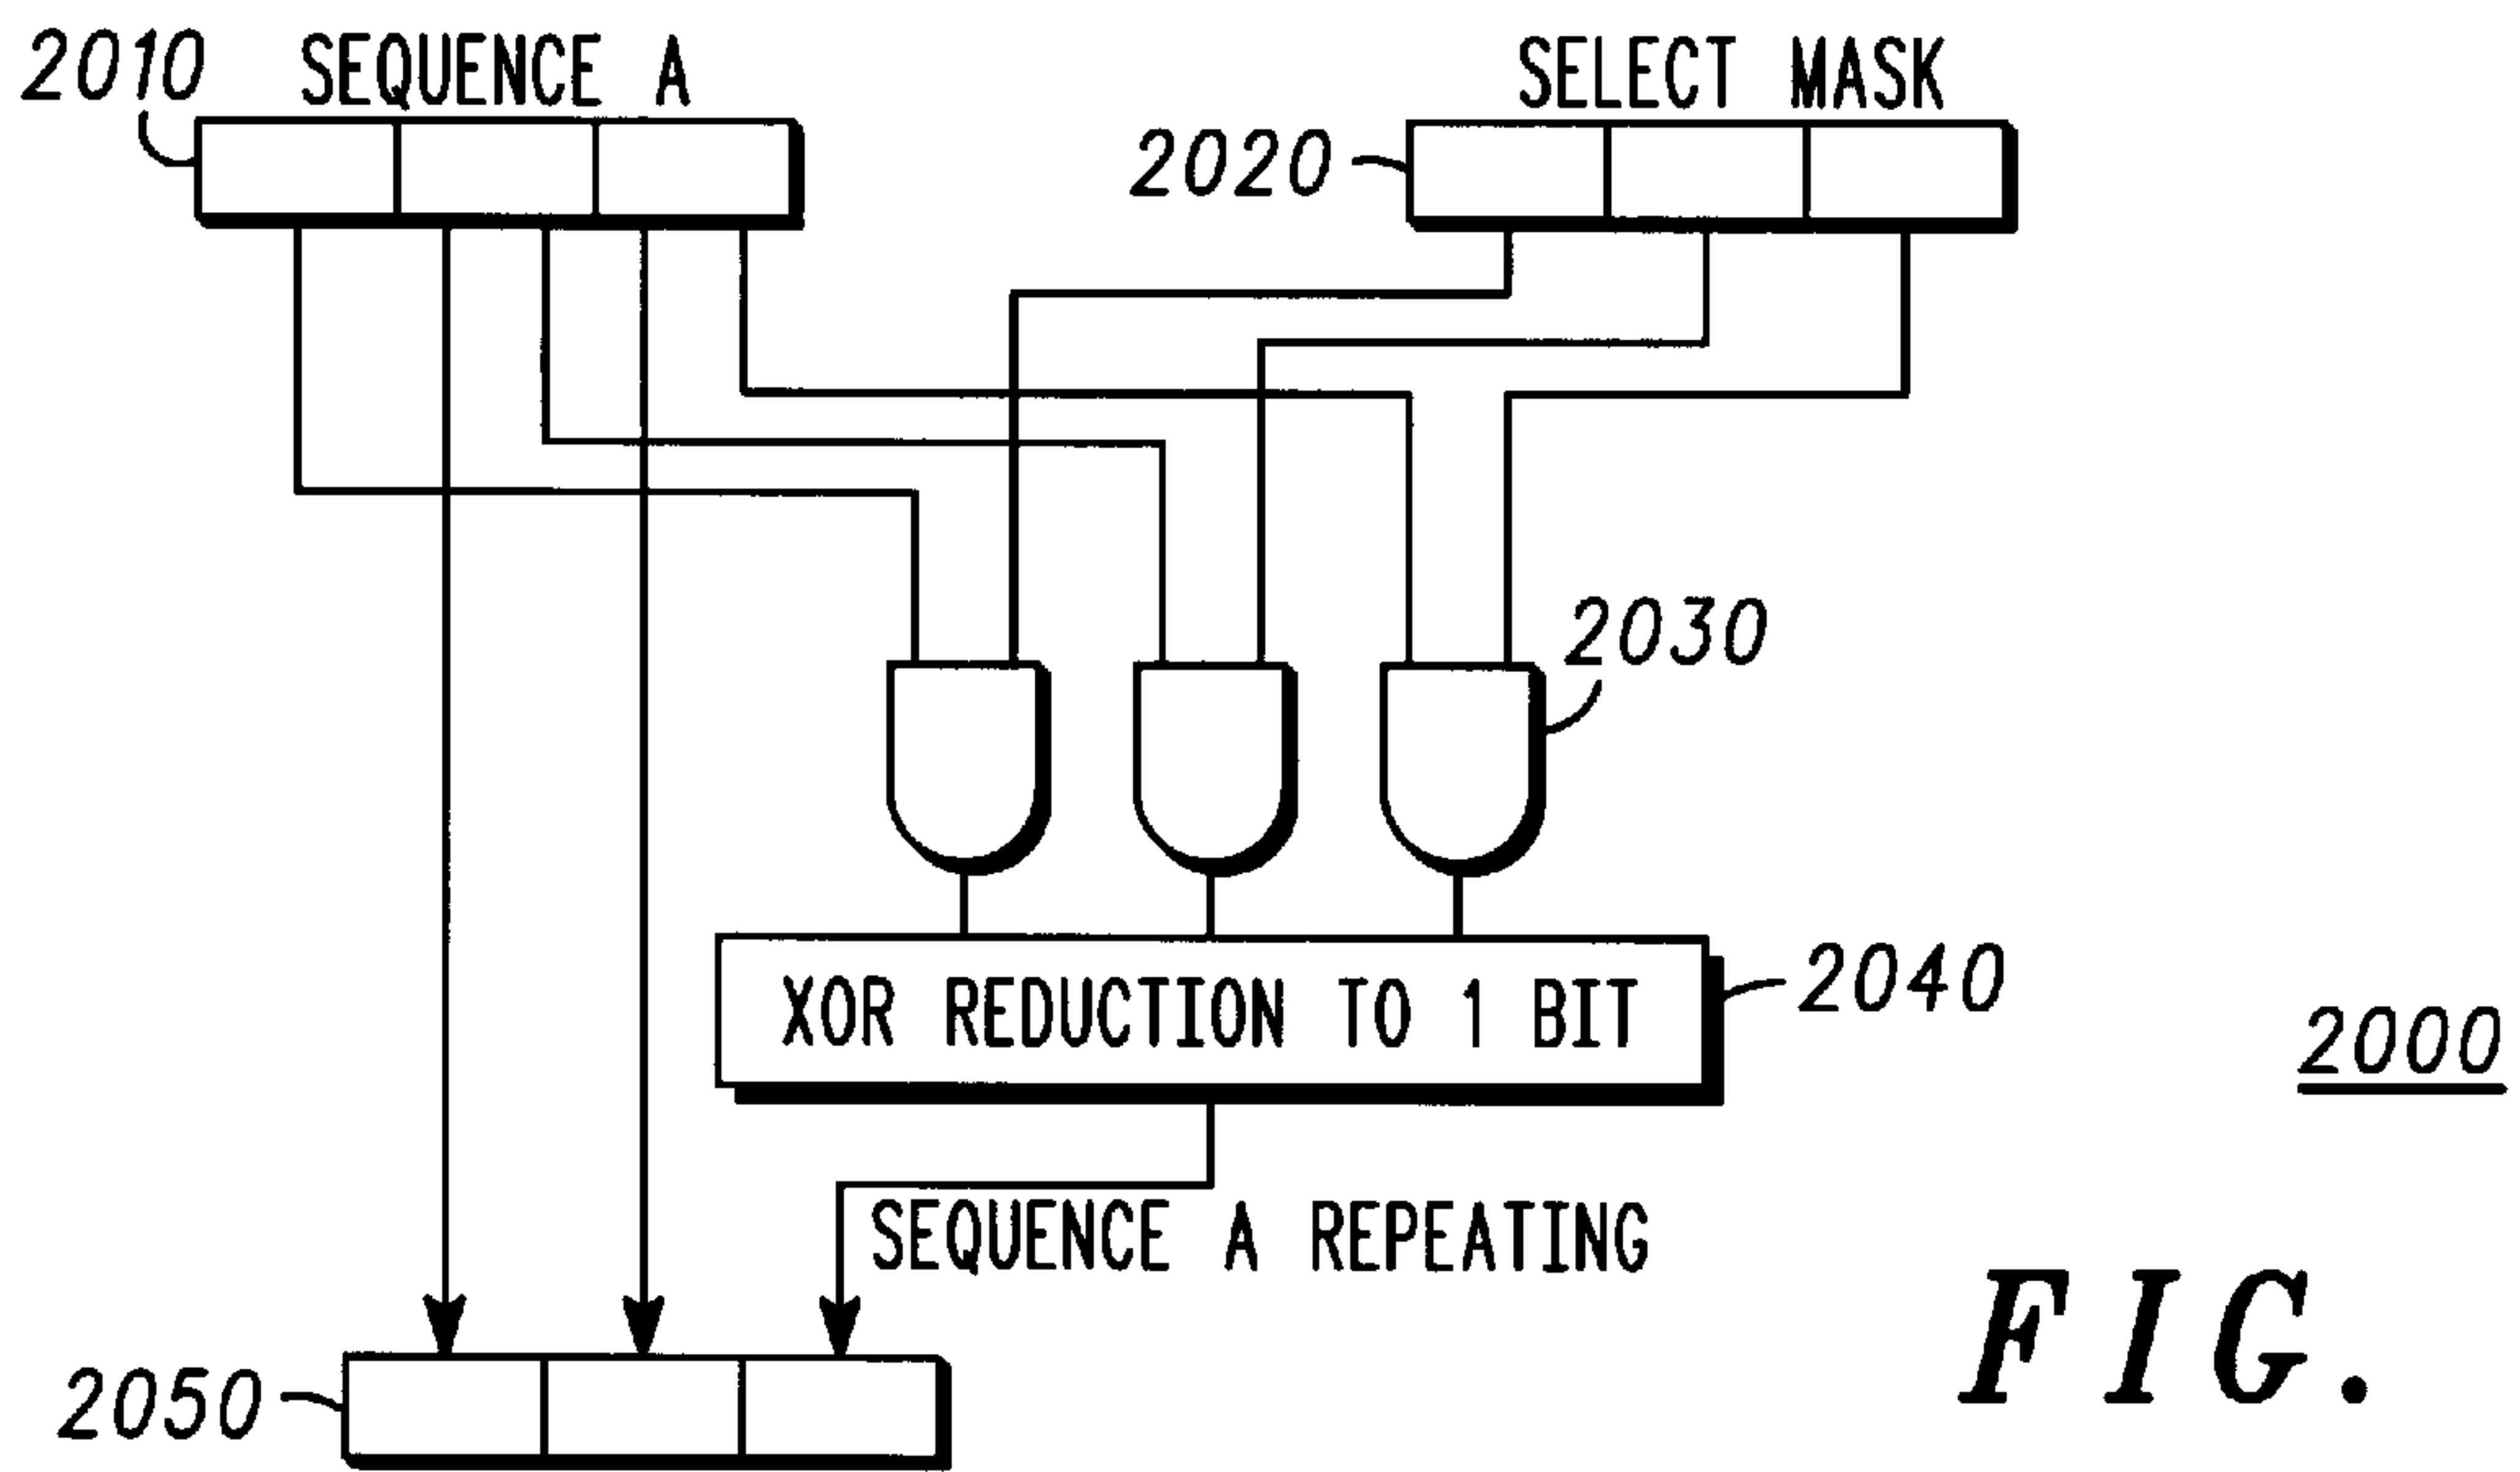 2010 SEQUENCE A
SELECT MASK
2020
2030
XOR REDUCTION TO 1 BIT
2040
2000
SEQUENCE A REPEATING
2050
FIG.